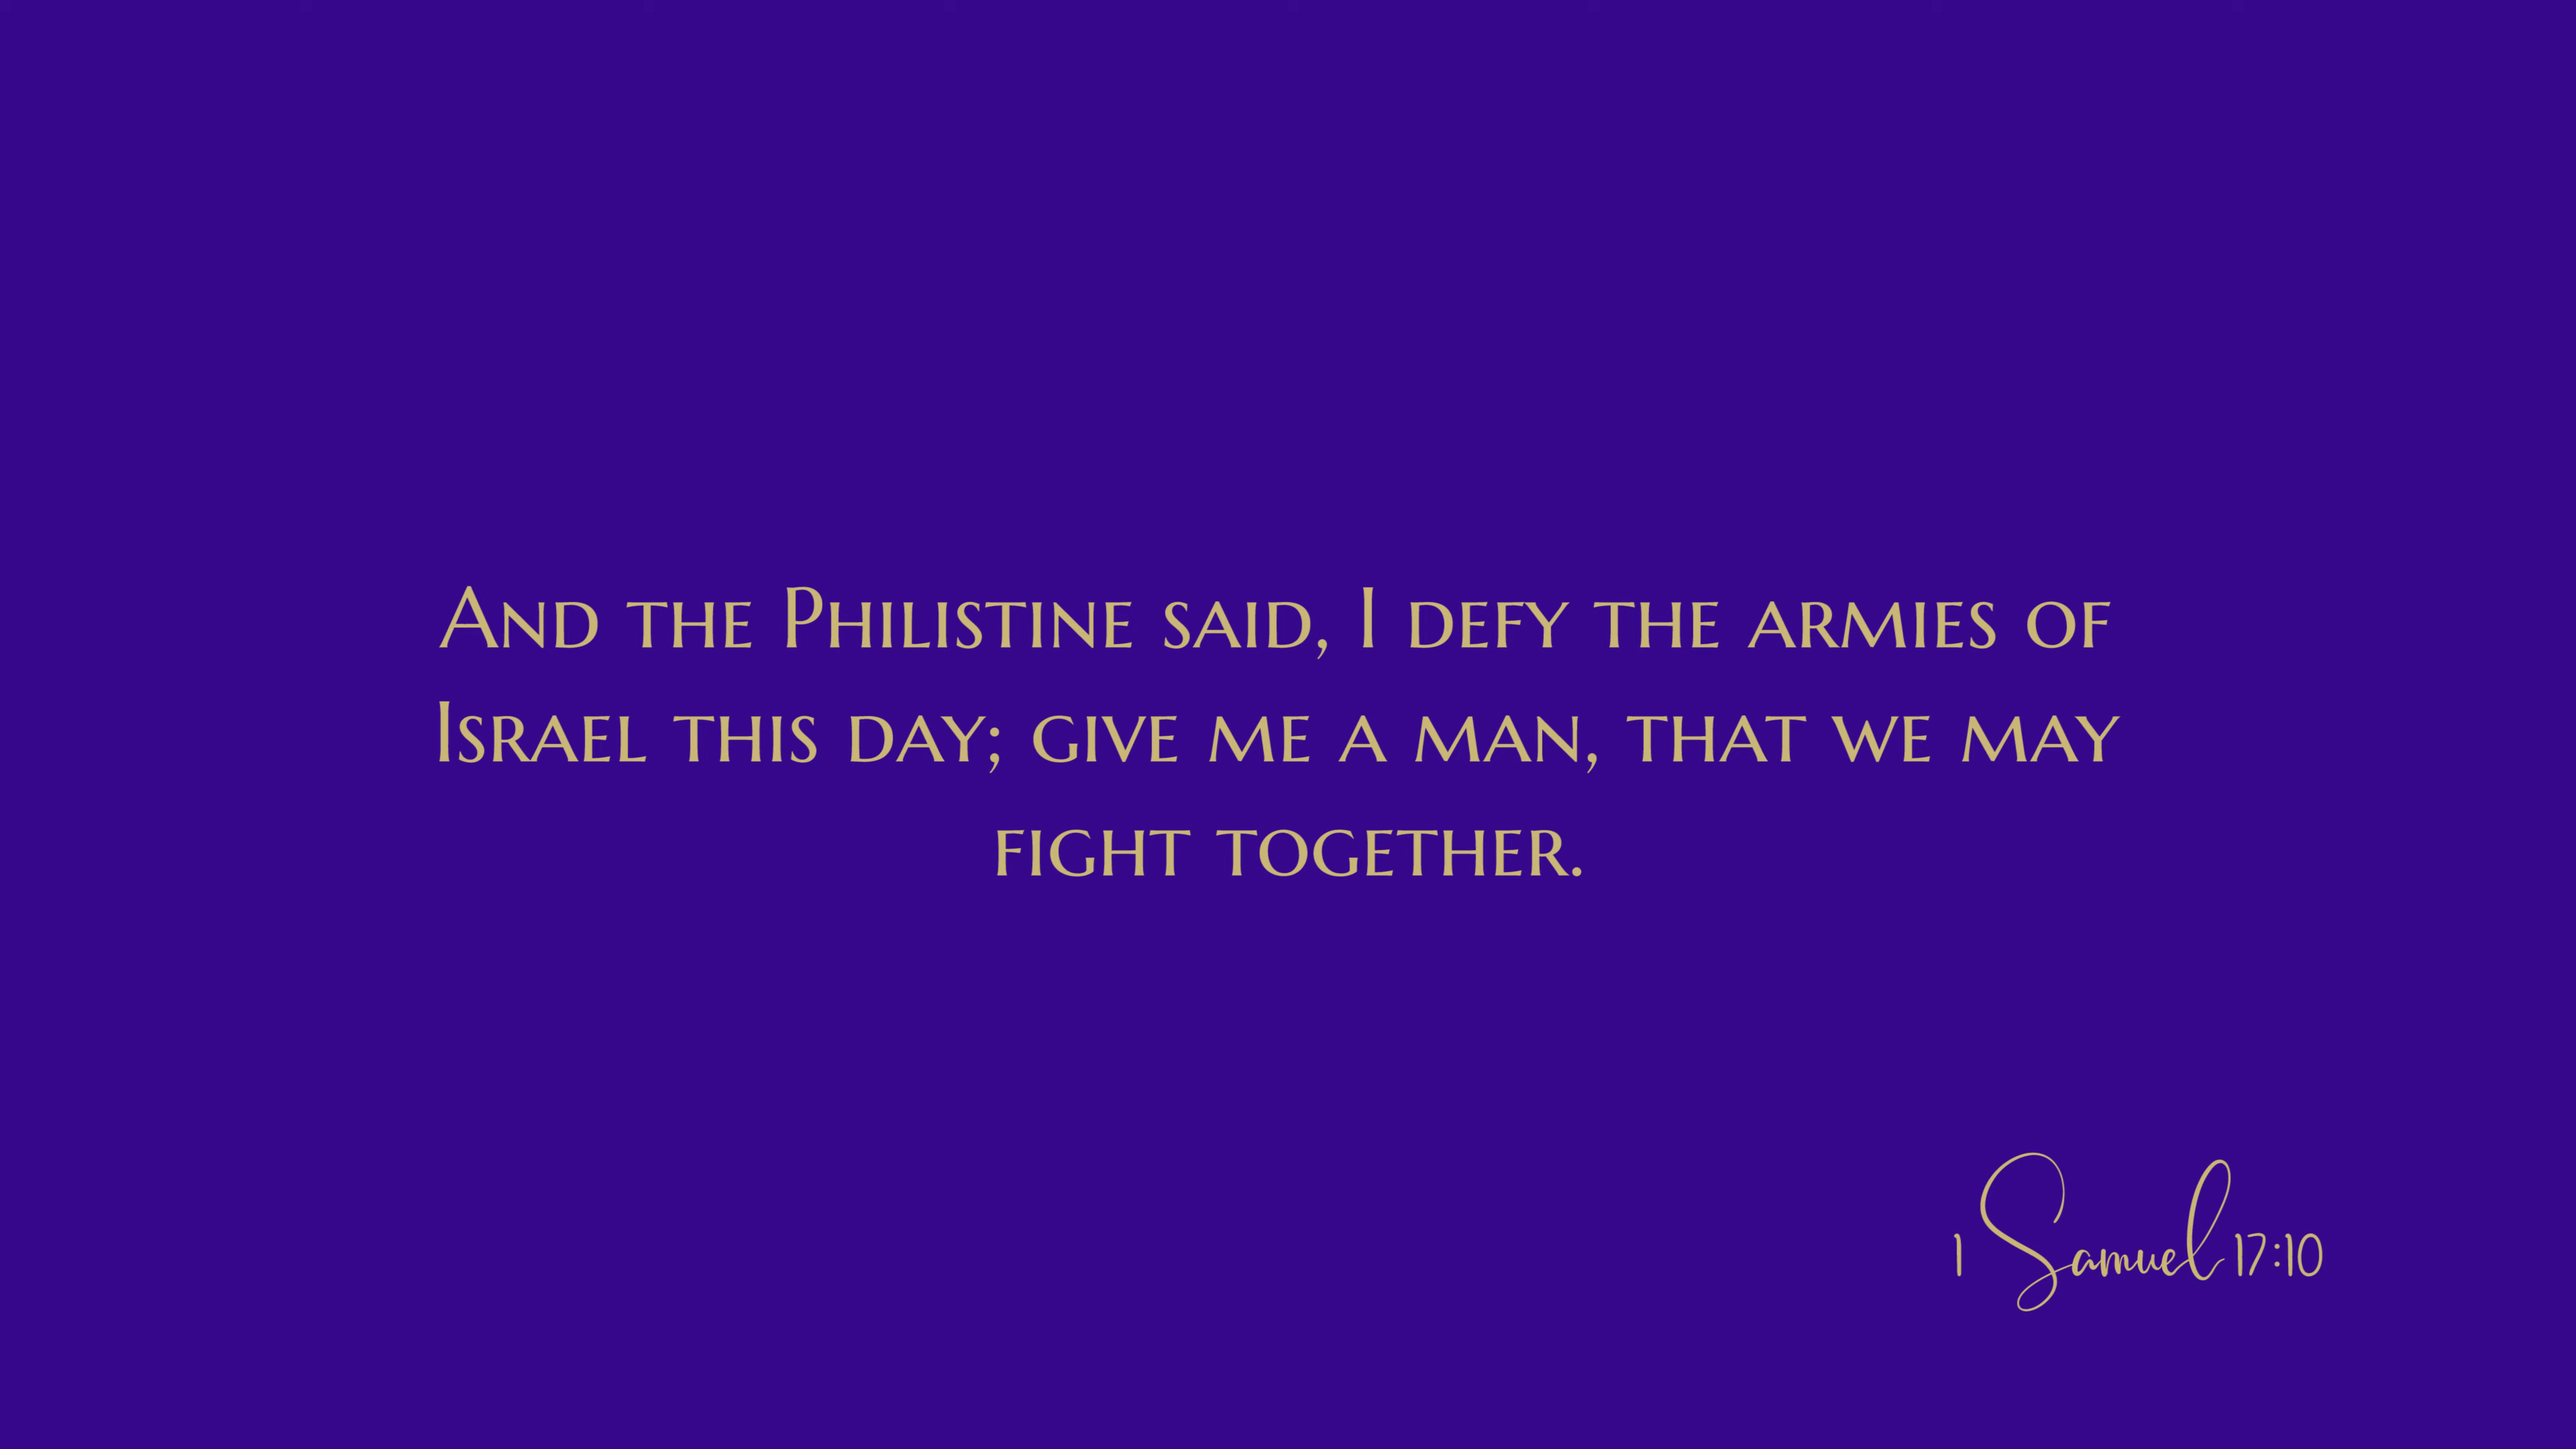 And the Philistine said, I defy the armies of
Israel this day; give me a man, that we may
fight together.
1 Samuel 17:10